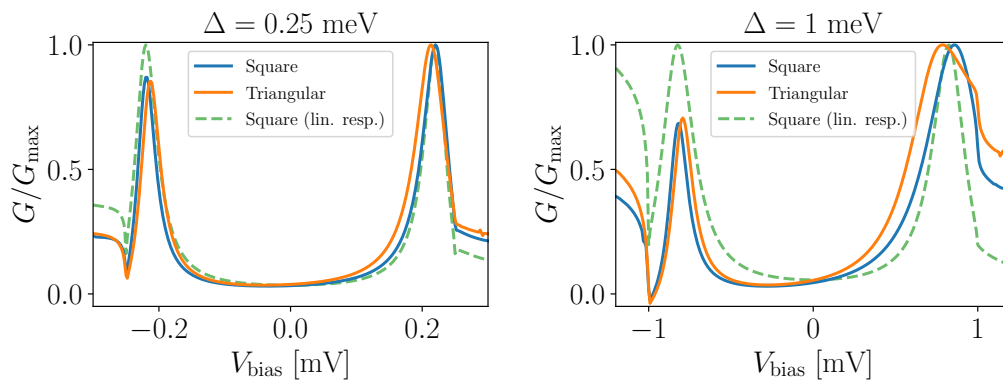 Δ = 0.25 meV
G/G_max
1.0
0.5
0.0
Square
Triangular
Square (lin. resp.)
−0.2
0.0
0.2
V_bias [mV]
Δ = 1 meV
G/G_max
1.0
0.5
0.0
Square
Triangular
Square (lin. resp.)
−1
0
1
V_bias [mV]